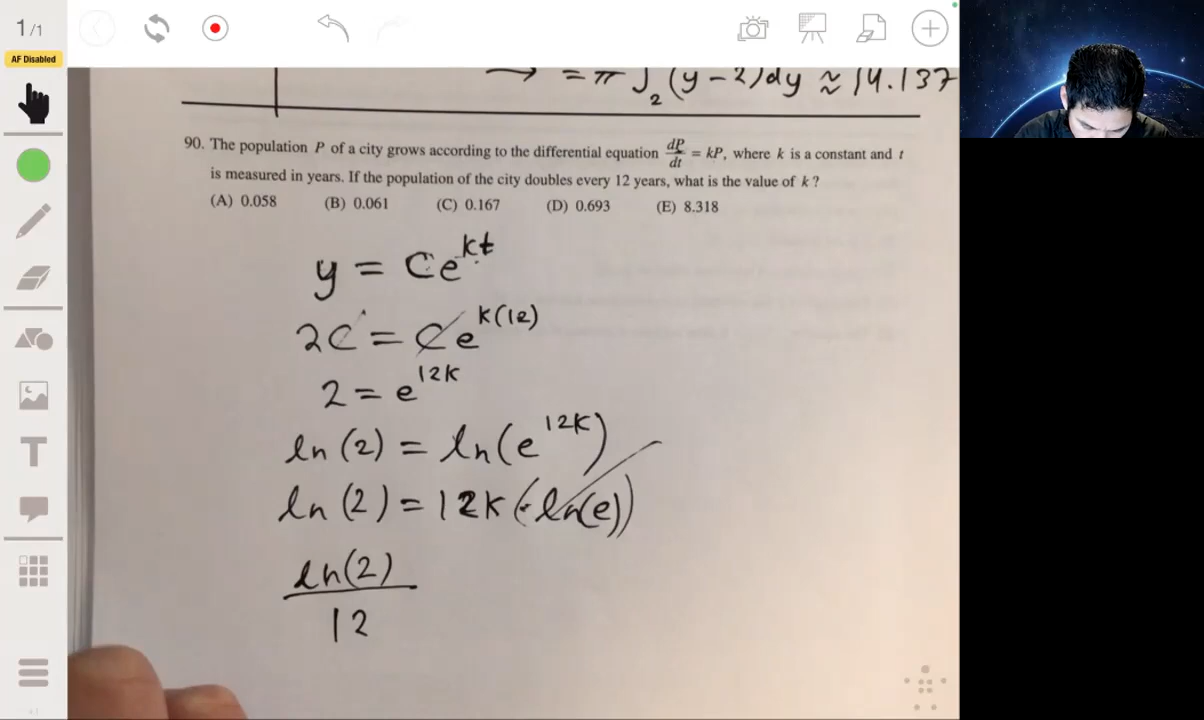 1/1
AF Disabled
→ = π ∫₂ (y-2)dy ≈ 14.137
90. The population P of a city grows according to the differential equation dP/dt = kP, where k is a constant and t
is measured in years. If the population of the city doubles every 12 years, what is the value of k ?
(A) 0.058 (B) 0.061 (C) 0.167 (D) 0.693 (E) 8.318
y = Ce^kt
2C = Ce^k(12)
2 = e^12k
ln(2) = ln(e^12k)
ln(2) = 12k(ln(e))
ln(2)
12
T